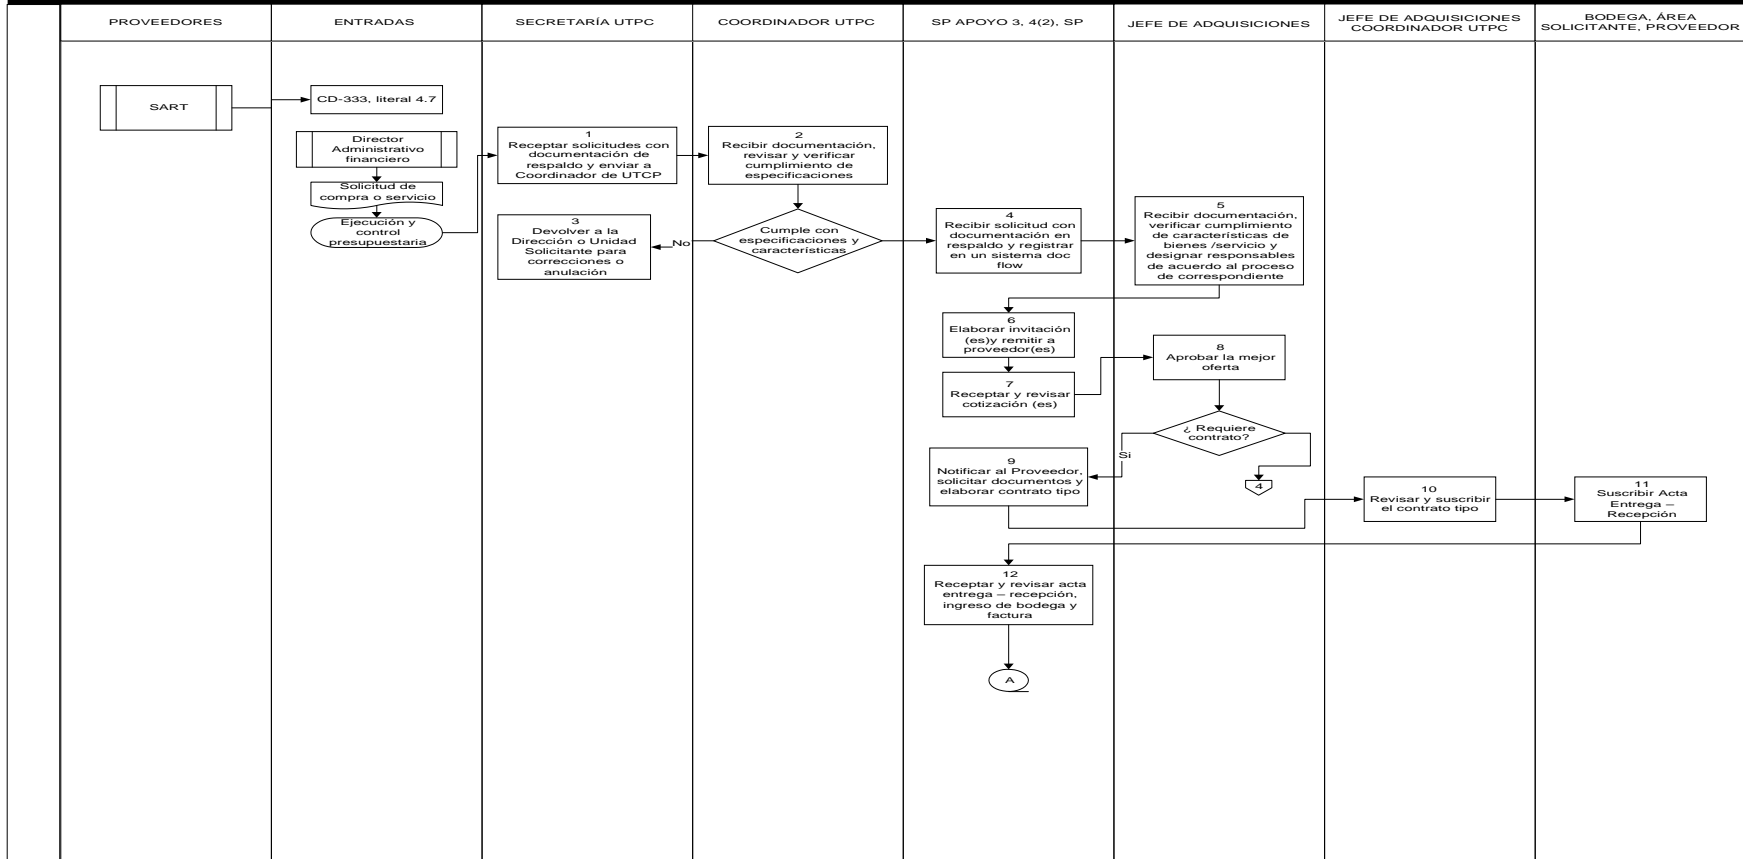 PROVEEDORES
ENTRADAS
SECRETARÍA UTPC
COORDINADOR UTPC
SP APOYO 3, 4(2), SP
JEFE DE ADQUISICIONES
JEFE DE ADQUISICIONES
COORDINADOR UTPC
BODEGA, ÁREA
SOLICITANTE, PROVEEDOR
SART
CD-333, literal 4.7
Director
Administrativo
financiero
Solicitud de
compra o servicio
Ejecución y
control
presupuestaria
1
Receptar solicitudes con
documentación de
respaldo y enviar a
Coordinador de UTCP
2
Recibir documentación,
revisar y verificar
cumplimiento de
especificaciones
3
Devolver a la
Dirección o Unidad
Solicitante para
correcciones o
anulación
No
Cumple con
especificaciones y
características
4
Recibir solicitud con
documentación en
respaldo y registrar
en un sistema doc
flow
5
Recibir documentación,
verificar cumplimiento
de características de
bienes /servicio y
designar responsables
de acuerdo al proceso
de correspondiente
6
Elaborar invitación
(es)y remitir a
proveedor(es)
7
Receptar y revisar
cotización (es)
8
Aprobar la mejor
oferta
¿ Requiere
contrato?
Si
4
9
Notificar al Proveedor,
solicitar documentos y
elaborar contrato tipo
10
Revisar y suscribir
el contrato tipo
11
Suscribir Acta
Entrega –
Recepción
12
Receptar y revisar acta
entrega – recepción,
ingreso de bodega y
factura
A